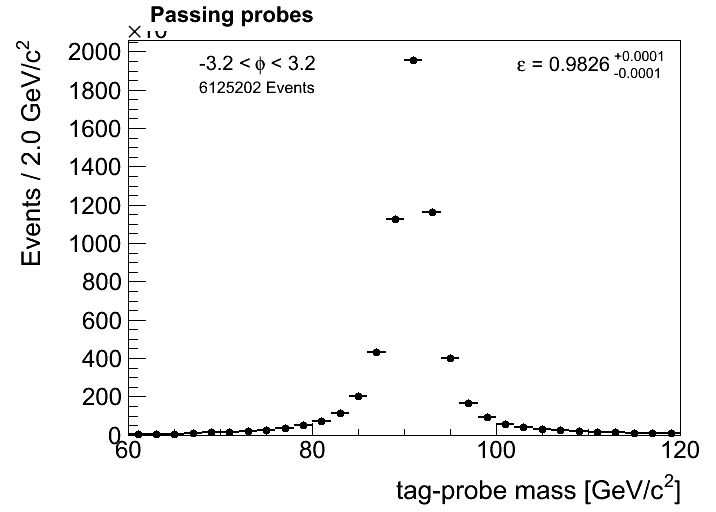 Passing probes
-3.2 < ϕ < 3.2
6125202 Events
ε = 0.9826 +0.0001 -0.0001
Events / 2.0 GeV/c²
2000
1800
1600
1400
1200
1000
800
600
400
200
0
60 80 100 120
tag-probe mass [GeV/c²]